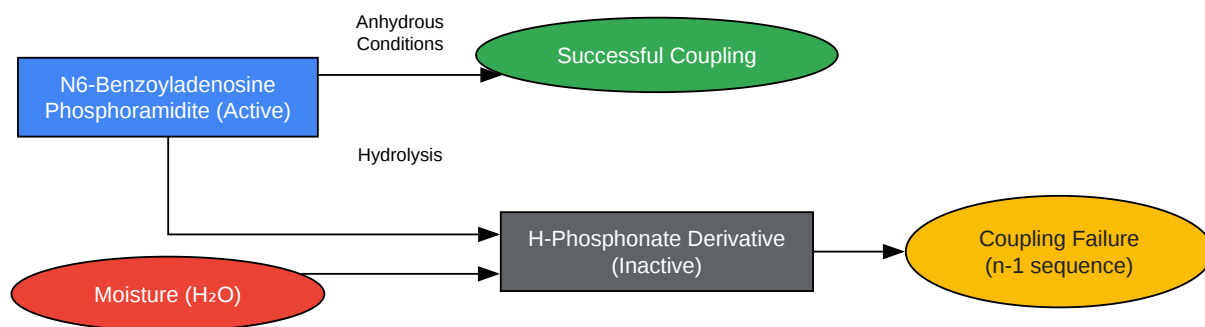 Anhydrous
Conditions
Successful Coupling
N6-Benzoyladenosine
Phosphoramidite (Active)
Hydrolysis
H-Phosphonate Derivative
(Inactive)
Coupling Failure
(n-1 sequence)
Moisture (H₂O)